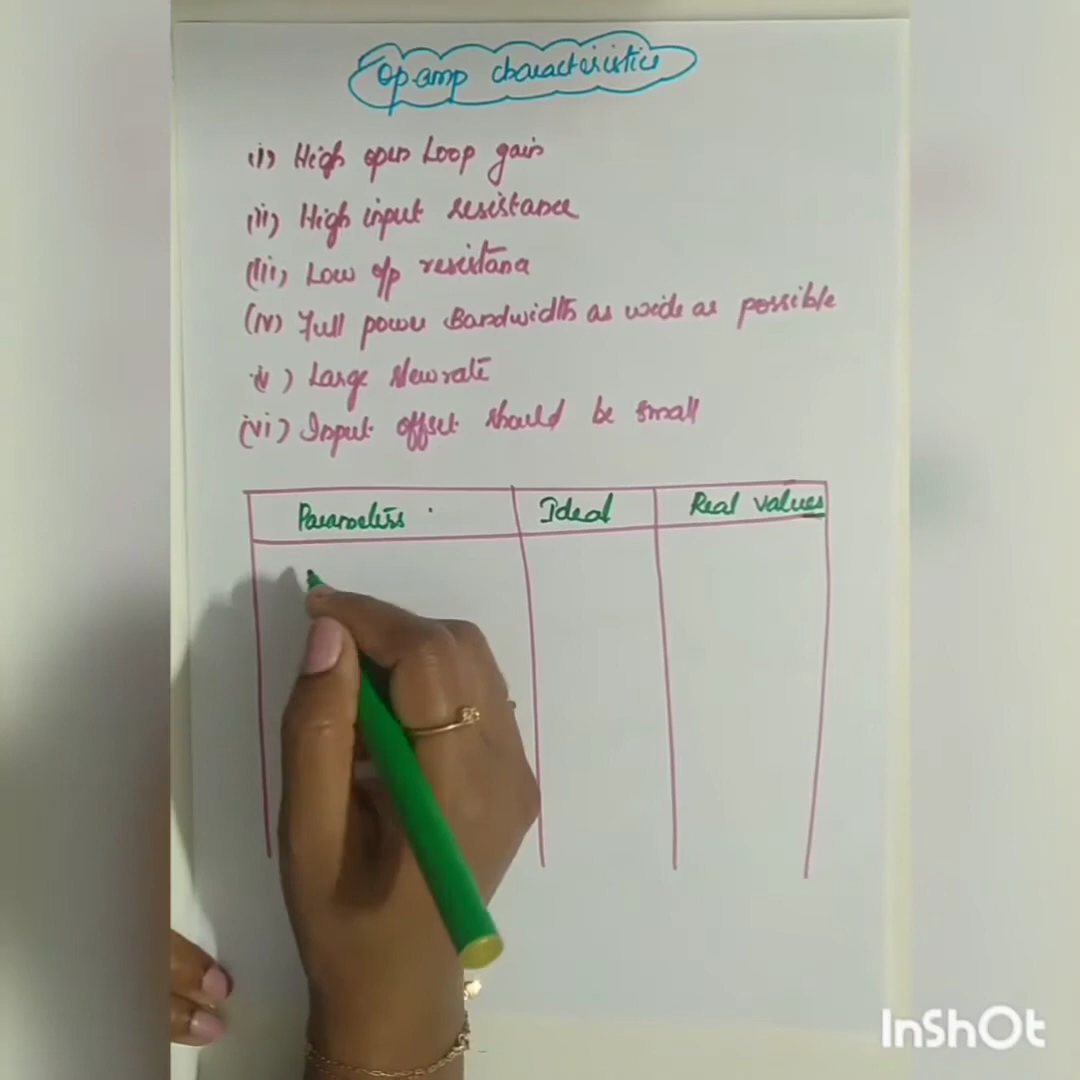 Op-amp characteristics
(i) High open Loop gain
(ii) High input resistance
(iii) Low o/p resistana
(iv) Full power Bandwidth as wide as possible
(v) Large slew rate
(vi) Input offset should be small
Parameters Ideal Real values
InShOt